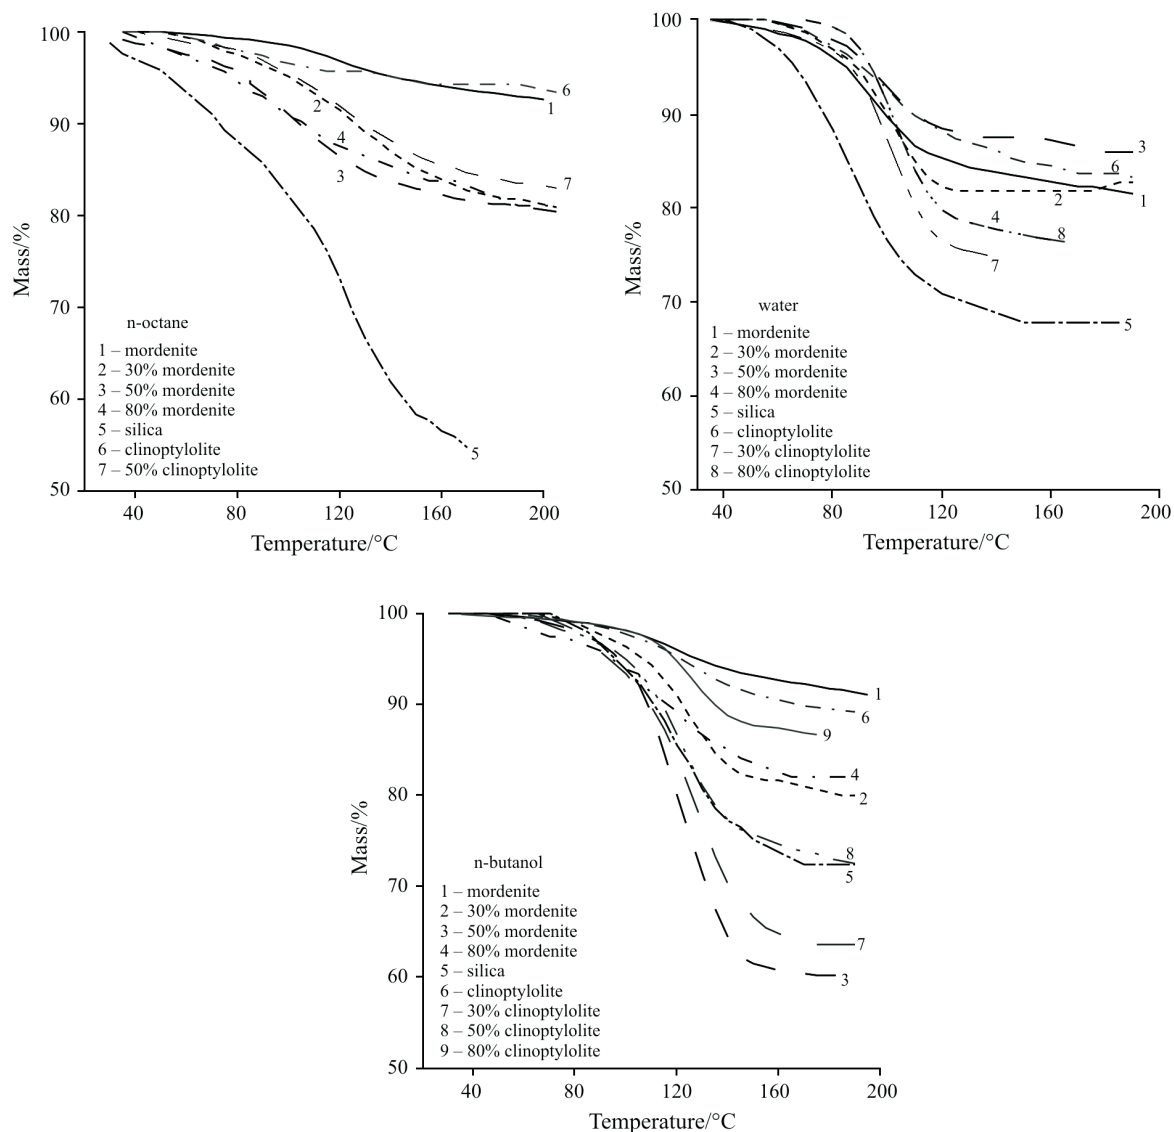 100
90
80
70
60
50
Mass/%
40
80
120
160
200
Temperature/°C
n-octane
1 – mordenite
2 – 30% mordenite
3 – 50% mordenite
4 – 80% mordenite
5 – silica
6 – clinoptylolite
7 – 50% clinoptylolite
6
1
2
4
3
7
5
100
90
80
70
60
50
Mass/%
40
80
120
160
200
Temperature/°C
water
1 – mordenite
2 – 30% mordenite
3 – 50% mordenite
4 – 80% mordenite
5 – silica
6 – clinoptylolite
7 – 30% clinoptylolite
8 – 80% clinoptylolite
3
6
2
1
4
8
7
5
100
90
80
70
60
50
Mass/%
40
80
120
160
200
Temperature/°C
n-butanol
1 – mordenite
2 – 30% mordenite
3 – 50% mordenite
4 – 80% mordenite
5 – silica
6 – clinoptylolite
7 – 30% clinoptylolite
8 – 50% clinoptylolite
9 – 80% clinoptylolite
1
6
9
4
2
8
5
7
3